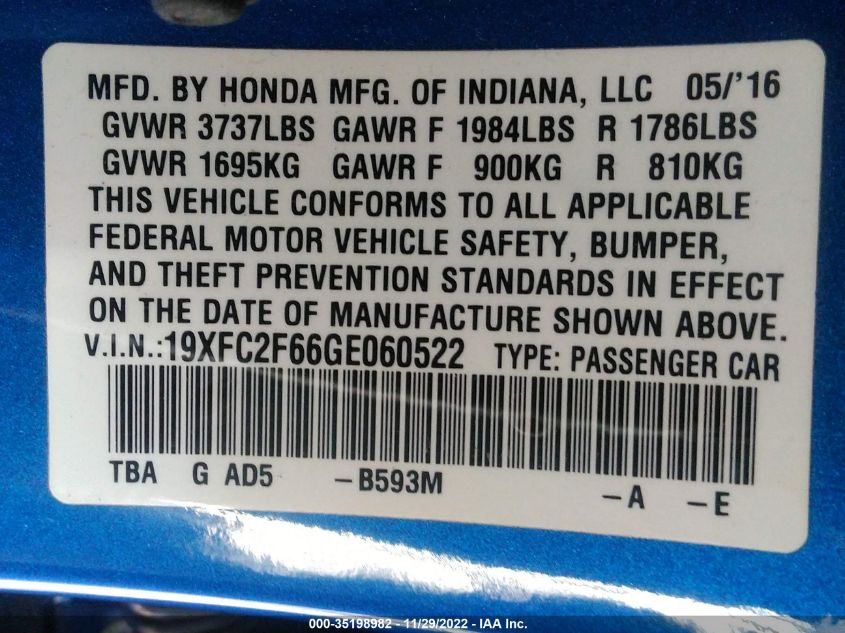 MFD. BY HONDA MFG. OF INDIANA, LLC 05/'16
GVWR 3737LBS GAWR F 1984LBS R 1786LBS
GVWR 1695KG GAWR F 900KG R 810KG
THIS VEHICLE CONFORMS TO ALL APPLICABLE
FEDERAL MOTOR VEHICLE SAFETY, BUMPER,
AND THEFT PREVENTION STANDARDS IN EFFECT
ON THE DATE OF MANUFACTURE SHOWN ABOVE.
V.I.N.:19XFC2F66GE060522 TYPE: PASSENGER CAR
TBA G AD5 -B593M -A -E
000-35198982 - 11/29/2022 - IAA Inc.